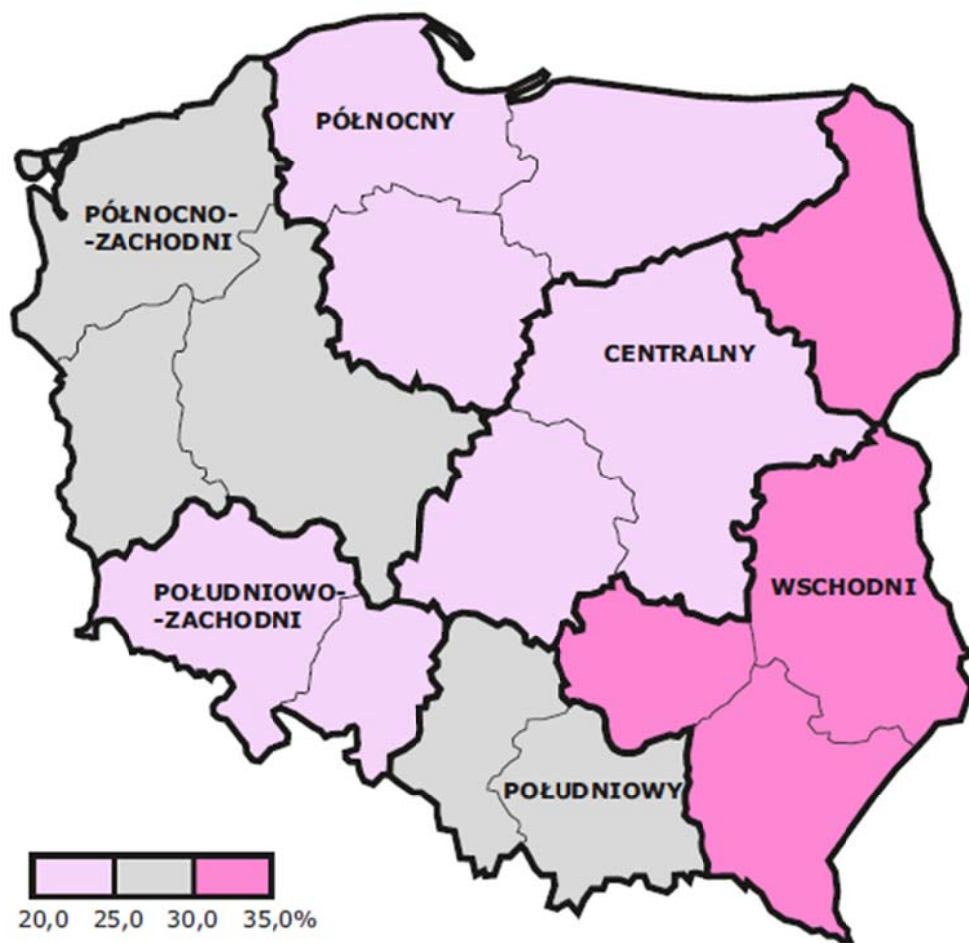 PÓŁNOCNY
PÓŁNOCNO-
-ZACHODNI
CENTRALNY
POŁUDNIOWO-
-ZACHODNI
WSCHODNI
POŁUDNIOWY
20,0 25,0 30,0 35,0%